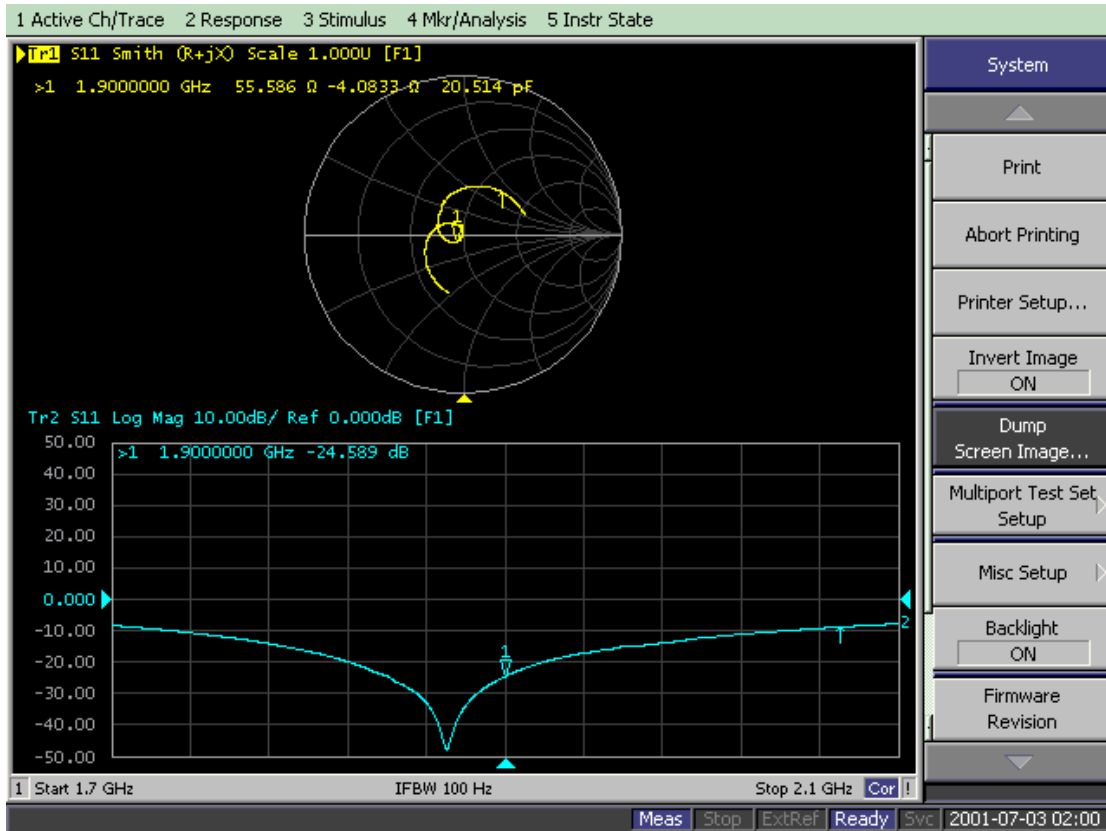 1 Active Ch/Trace 2 Response 3 Stimulus 4 Mkr/Analysis 5 Instr State
Tr1 S11 Smith (R+jX) Scale 1.000U [F1]
>1 1.9000000 GHz 55.586 Ω -4.0833 Ω 20.514 pF
1
Tr2 S11 Log Mag 10.00dB/ Ref 0.000dB [F1]
50.00
>1 1.9000000 GHz -24.589 dB
40.00
30.00
20.00
10.00
0.000
-10.00
2
-20.00
1
-30.00
-40.00
-50.00
1 Start 1.7 GHz IFBW 100 Hz Stop 2.1 GHz Cor !
System
Print
Abort Printing
Printer Setup...
Invert Image
ON
Dump
Screen Image...
Multiport Test Set
Setup
Misc Setup
Backlight
ON
Firmware
Revision
Meas Stop ExtRef Ready Svc 2001-07-03 02:00